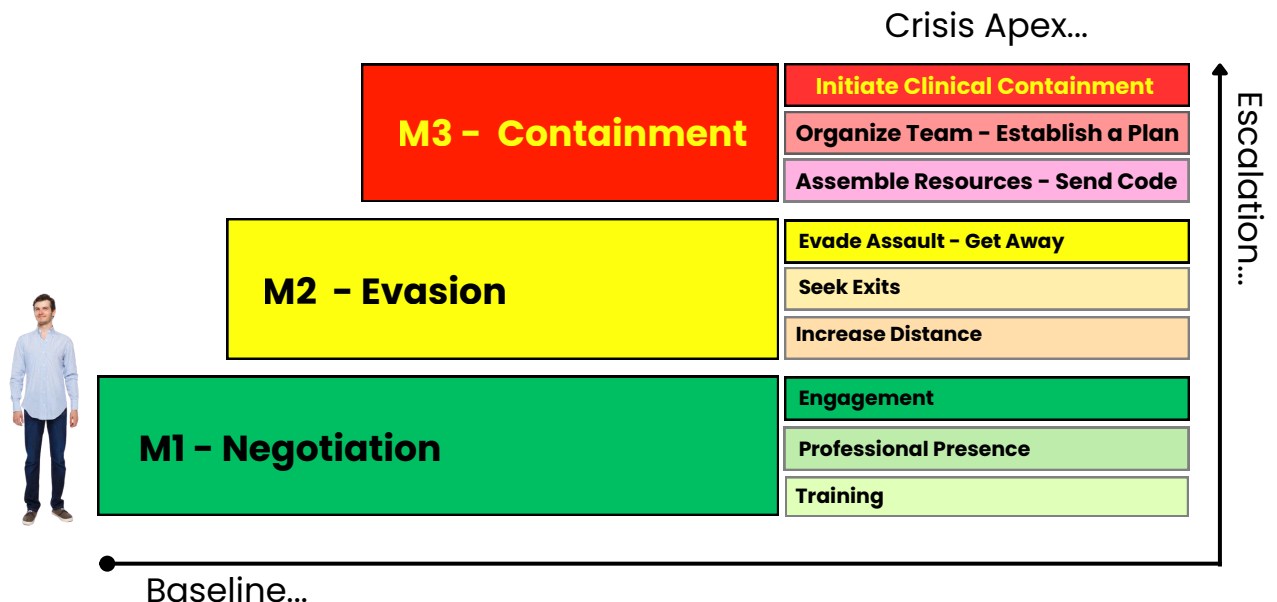 Crisis Apex...
M3 - Containment
Initiate Clinical Containment
Organize Team - Establish a Plan
Assemble Resources - Send Code
M2 - Evasion
Evade Assault - Get Away
Seek Exits
Increase Distance
M1 - Negotiation
Engagement
Professional Presence
Training
Escalation...
Baseline...